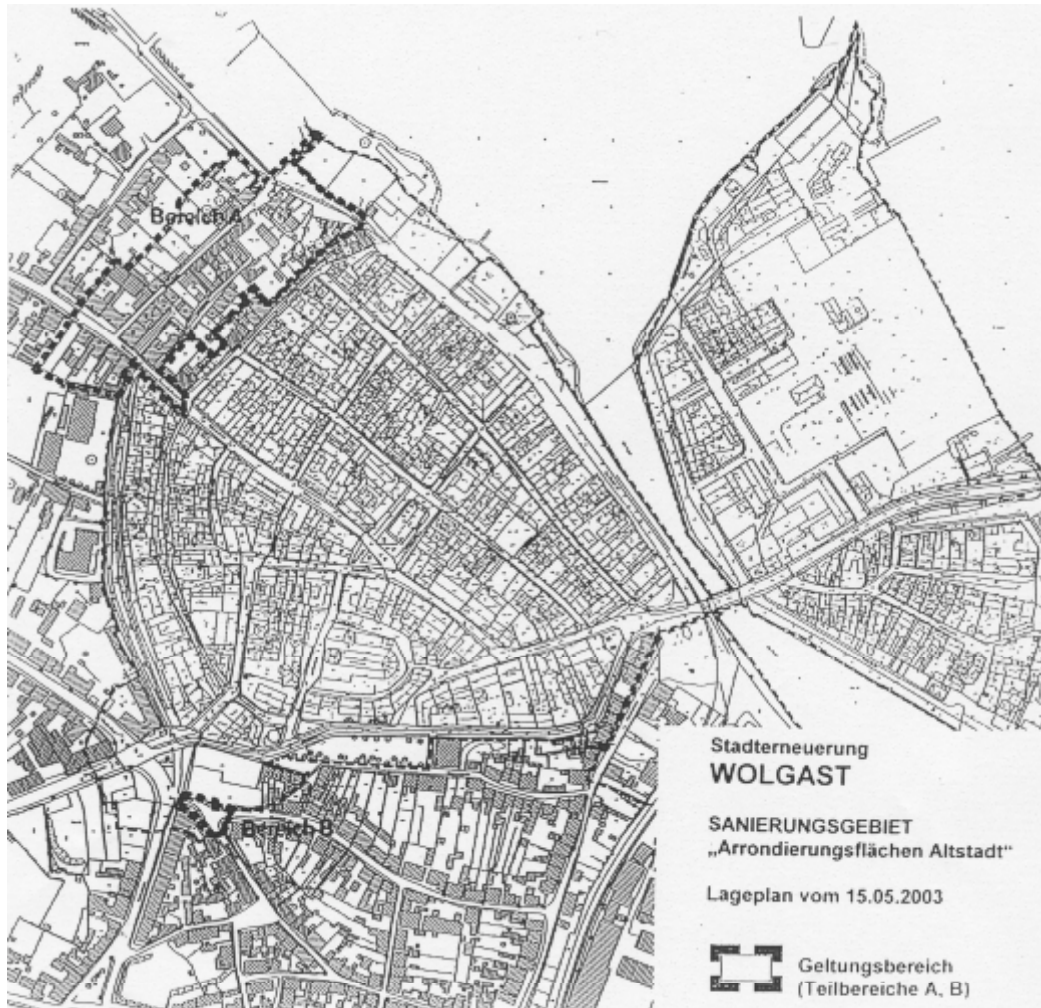 Bereich A
Bereich B
Stadterneuerung
WOLGAST
SANIERUNGSGEBIET
„Arrondierungsflächen Altstadt"
Lageplan vom 15.05.2003
Geltungsbereich
(Teilbereiche A, B)